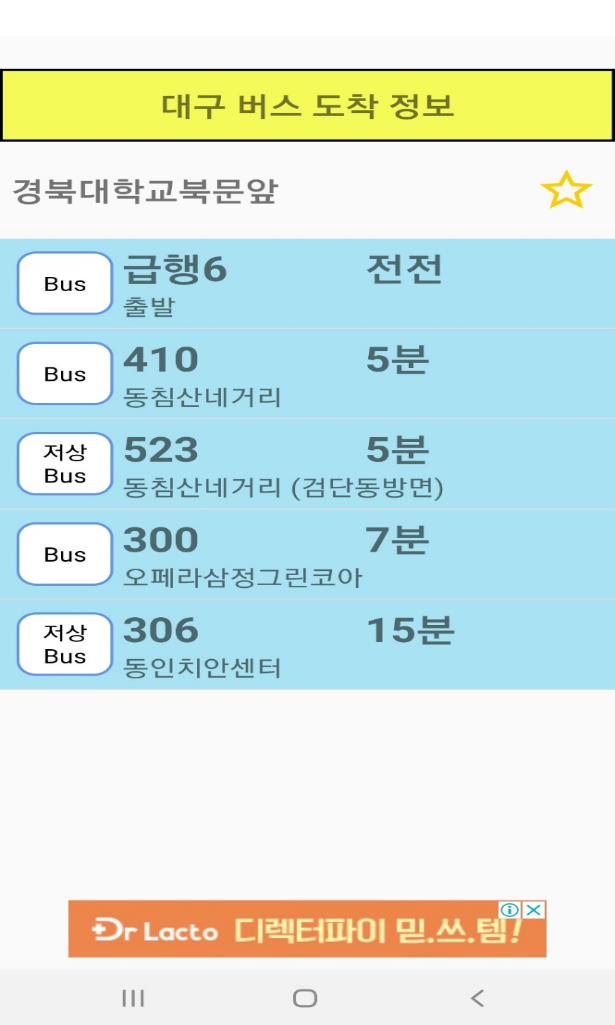 대구 버스 도착 정보
경북대학교북문앞
Bus
급행6 전전
출발
Bus
410 5분
동침산네거리
저상
Bus
523 5분
동침산네거리 (검단동방면)
Bus
300 7분
오페라삼정그린코아
저상
Bus
306 15분
동인치안센터
Dr Lacto 디렉터파이 믿.쓰.템!